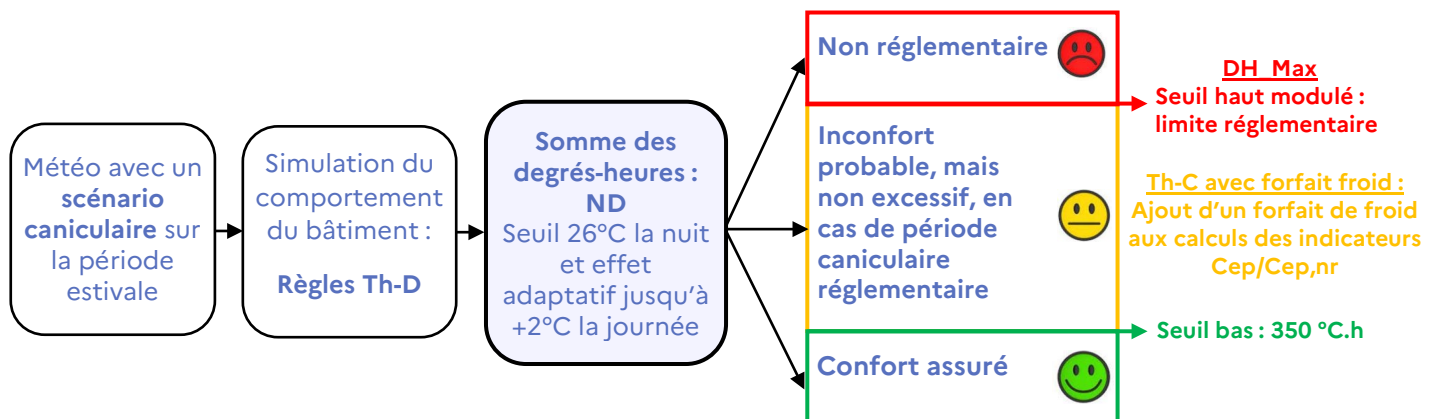 Météo avec un
scénario
caniculaire sur
la période
estivale
Simulation du
comportement
du bâtiment :
Règles Th-D
Somme des
degrés-heures :
ND
Seuil 26°C la nuit
et effet
adaptatif jusqu’à
+2°C la journée
Non réglementaire
Inconfort
probable, mais
non excessif, en
cas de période
caniculaire
réglementaire
Confort assuré
DH_Max
Seuil haut modulé :
limite réglementaire
Th-C avec forfait froid :
Ajout d’un forfait de froid
aux calculs des indicateurs
Cep/Cep,nr
Seuil bas : 350 °C.h